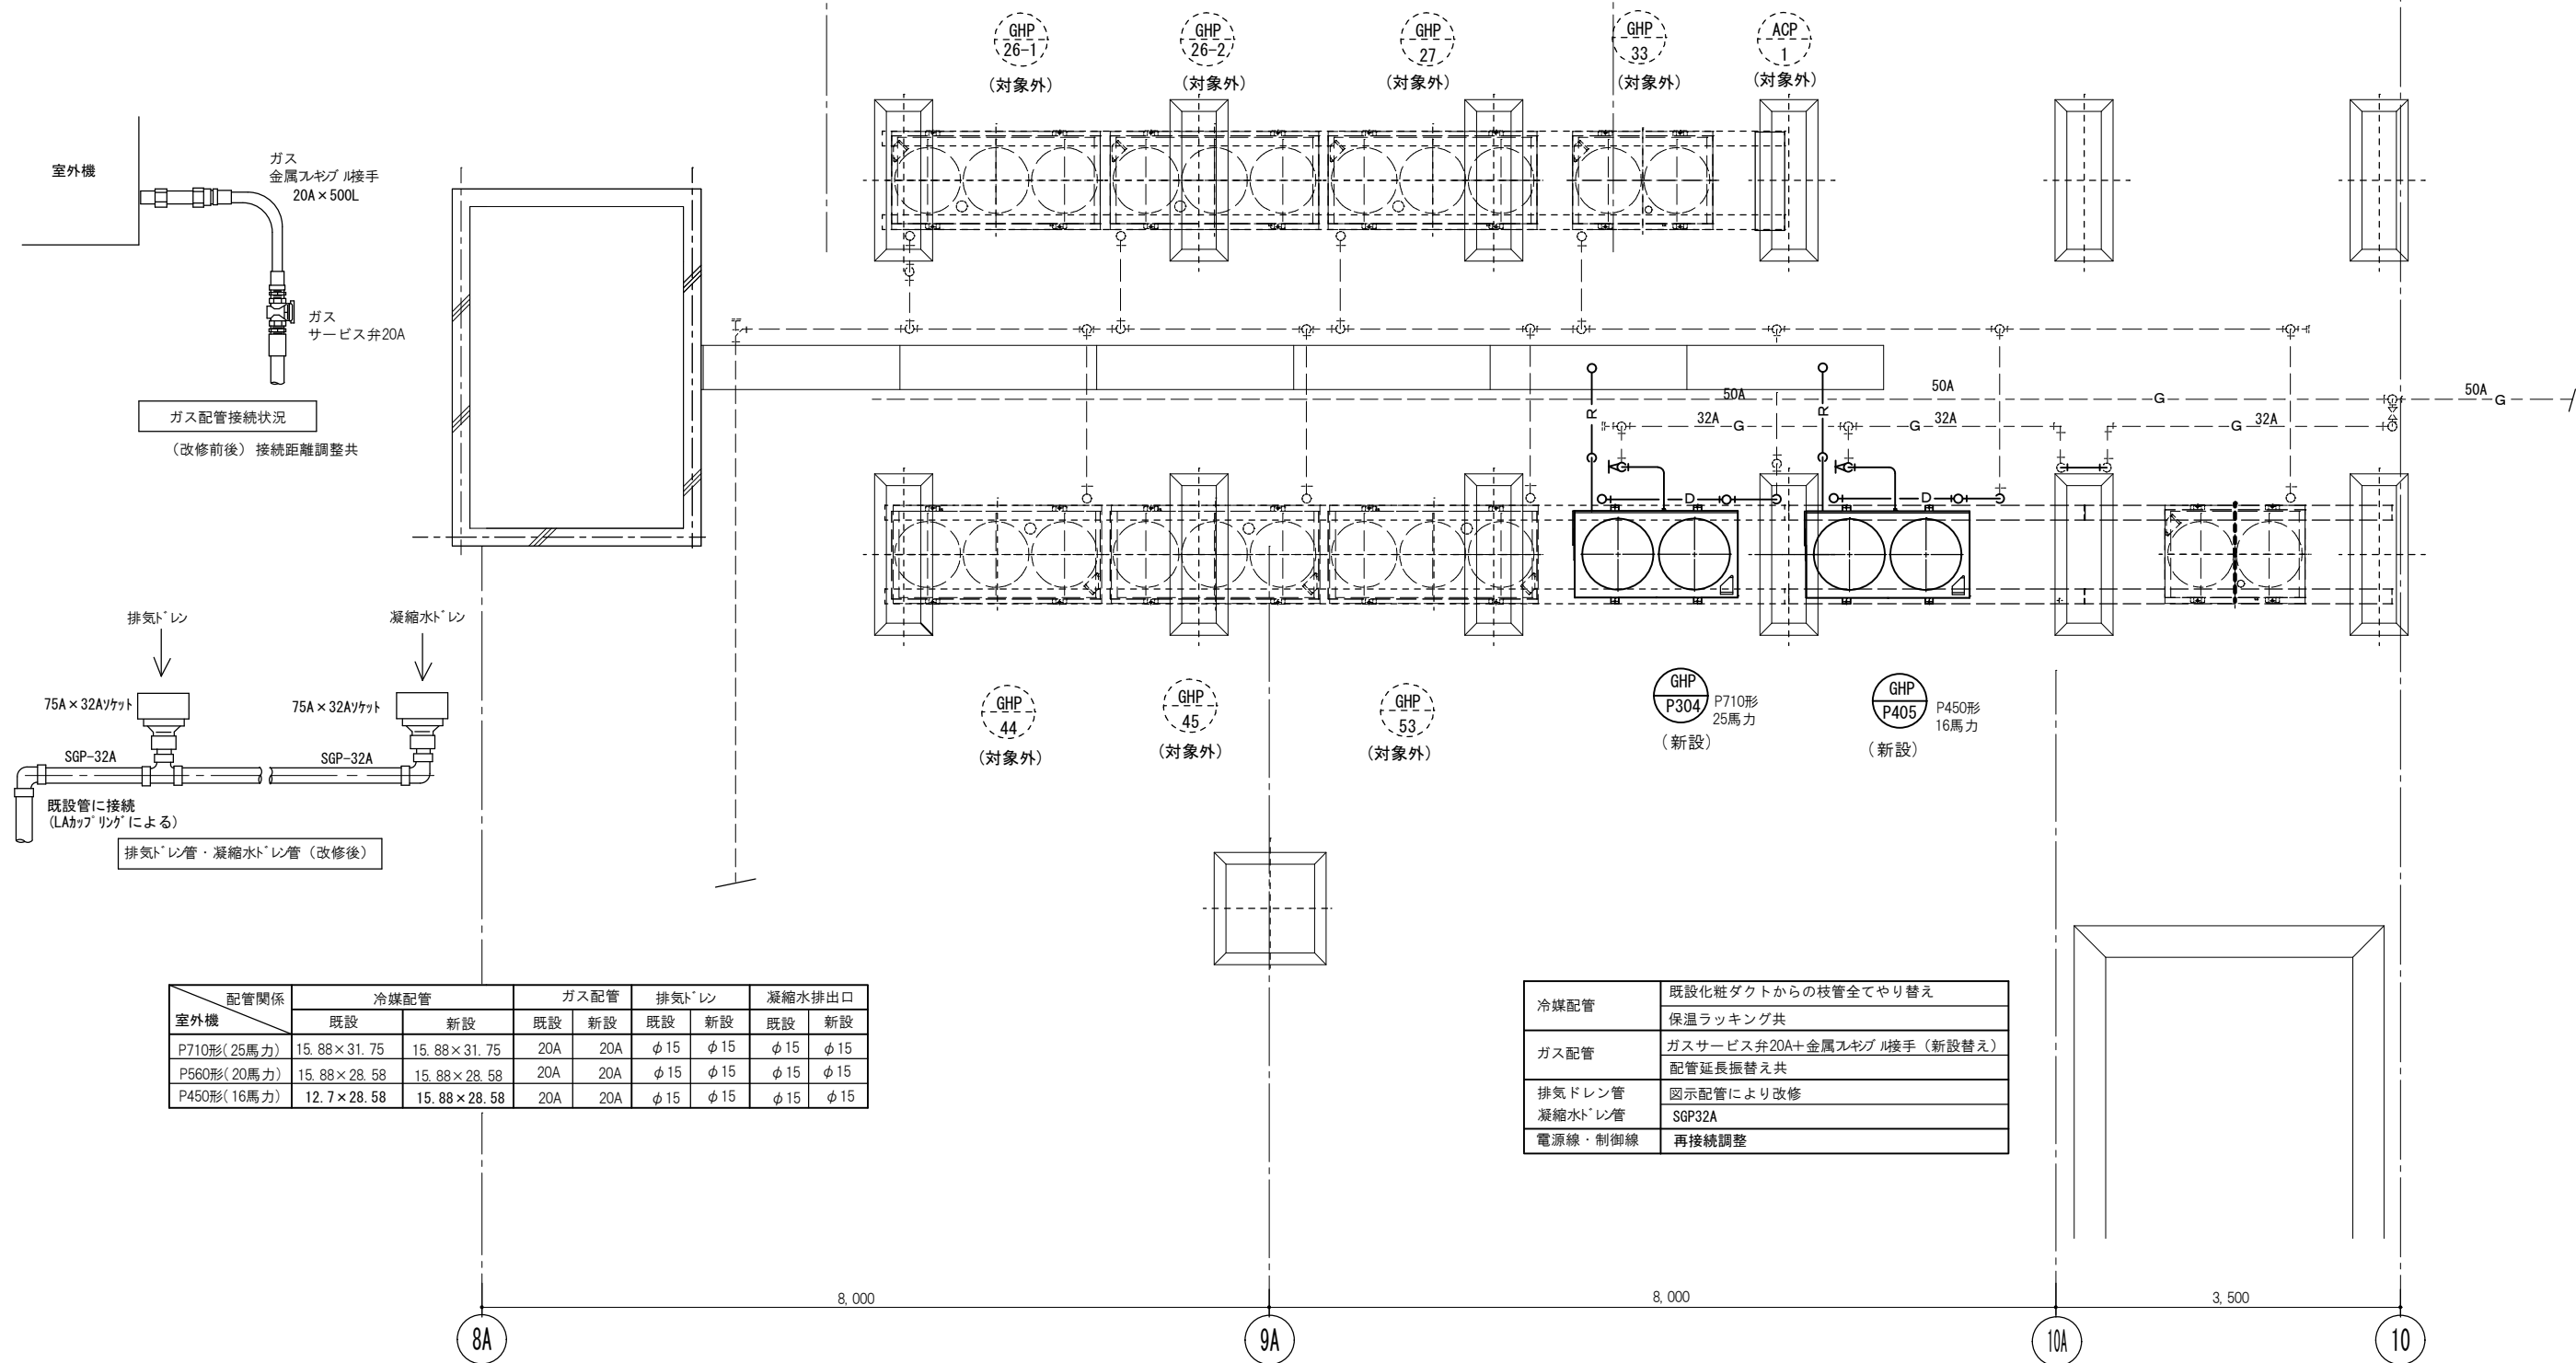 GHP
26-1
(対象外)
GHP
26-2
(対象外)
GHP
27
(対象外)
GHP
33
(対象外)
ACP
1
(対象外)
室外機
ガス
金属フレキシブル接手
20A×500L
ガス
サービス弁20A
ガス配管接続状況
（改修前後）接続距離調整共
50A
50A
50A
G
G
R
R
32A
G
G
32A
G
32A
D
D
排気ドレン
凝縮水ドレン
75A×32Aソケット
75A×32Aソケット
SGP-32A
SGP-32A
既設管に接続
(LAカップリングによる)
排気ドレン管・凝縮水ドレン管（改修後）
GHP
44
(対象外)
GHP
45
(対象外)
GHP
53
(対象外)
GHP
P304
P710形
25馬力
(新設)
GHP
P405
P450形
16馬力
(新設)
配管関係 冷媒配管 ガス配管 排気ドレン 凝縮水排出口
室外機 既設 新設 既設 新設 既設 新設 既設 新設
P710形(25馬力) 15.88×31.75 15.88×31.75 20A 20A φ15 φ15 φ15 φ15
P560形(20馬力) 15.88×28.58 15.88×28.58 20A 20A φ15 φ15 φ15 φ15
P450形(16馬力) 12.7×28.58 15.88×28.58 20A 20A φ15 φ15 φ15 φ15
冷媒配管 既設化粧ダクトからの枝管全てやり替え
保温ラッキング共
ガス配管 ガスサービス弁20A+金属フレキシブル接手（新設替え）
配管延長振替え共
排気ドレン管 図示配管により改修
凝縮水ドレン管 SGP32A
電源線・制御線 再接続調整
8,000
8,000
3,500
8A
9A
10A
10